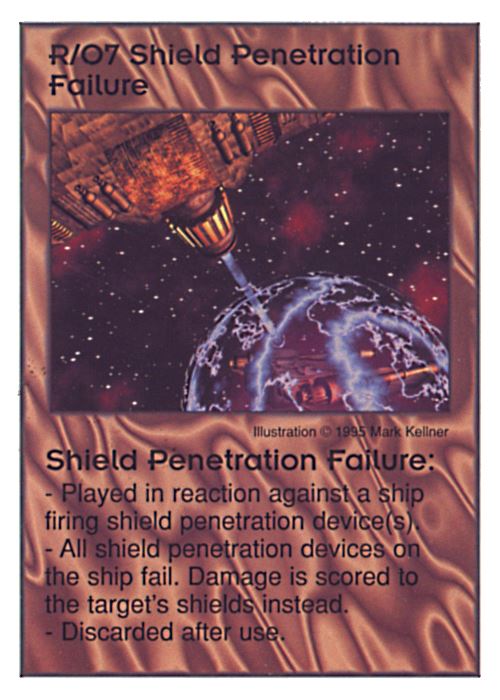 R/O7 Shield Penetration
Failure
Illustration © 1995 Mark Kellner
Shield Penetration Failure:
- Played in reaction against a ship
firing shield penetration device(s).
- All shield penetration devices on
the ship fail. Damage is scored to
the target's shields instead.
- Discarded after use.